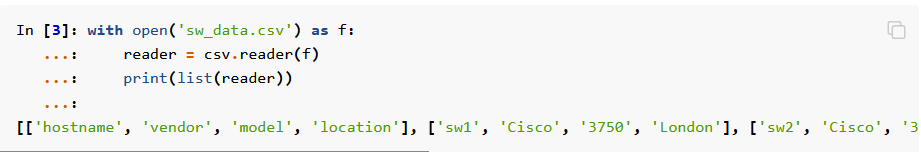 In [3]: with open('sw_data.csv') as f:
   ...:     reader = csv.reader(f)
   ...:     print(list(reader))
   ...:
[['hostname', 'vendor', 'model', 'location'], ['sw1', 'Cisco', '3750', 'London'], ['sw2', 'Cisco', '3